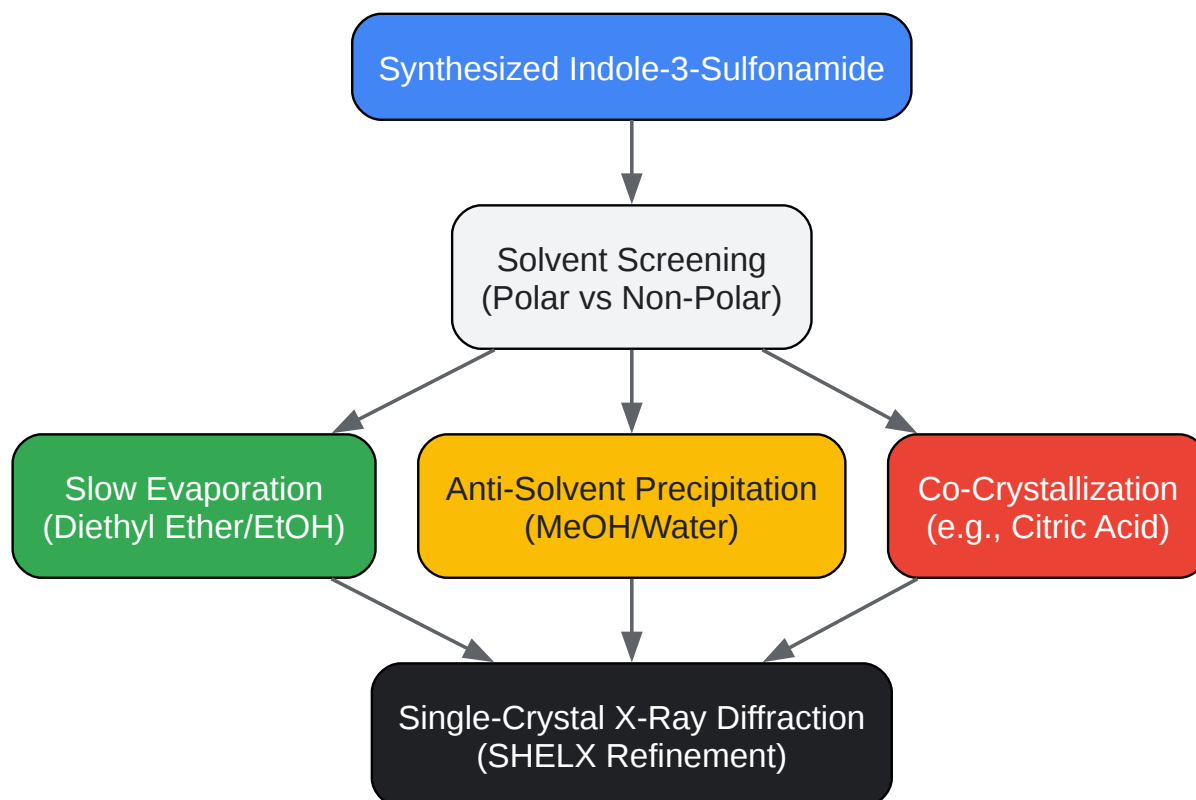 Synthesized Indole-3-Sulfonamide
Solvent Screening
(Polar vs Non-Polar)
Slow Evaporation
(Diethyl Ether/EtOH)
Anti-Solvent Precipitation
(MeOH/Water)
Co-Crystallization
(e.g., Citric Acid)
Single-Crystal X-Ray Diffraction
(SHELX Refinement)